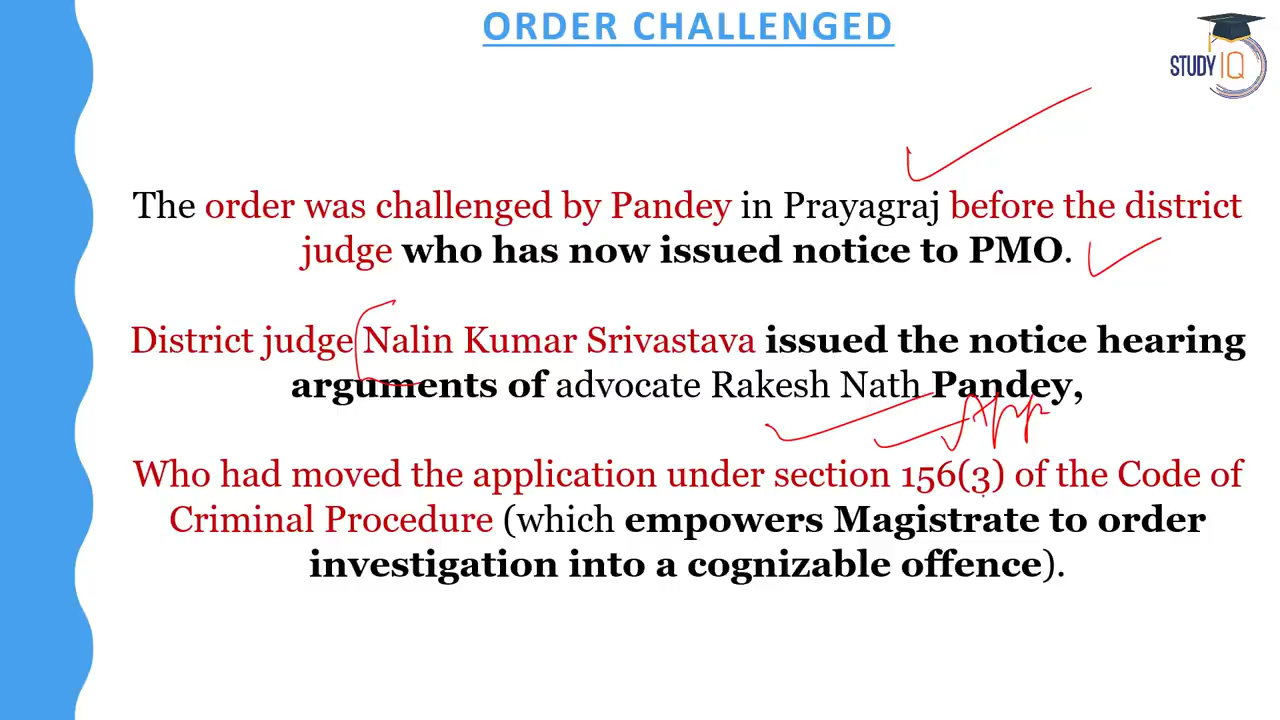 ORDER CHALLENGED
STUDY IQ
The order was challenged by Pandey in Prayagraj before the district
judge who has now issued notice to PMO.
District judge Nalin Kumar Srivastava issued the notice hearing
arguments of advocate Rakesh Nath Pandey,
App
Who had moved the application under section 156(3) of the Code of
Criminal Procedure (which empowers Magistrate to order
investigation into a cognizable offence).